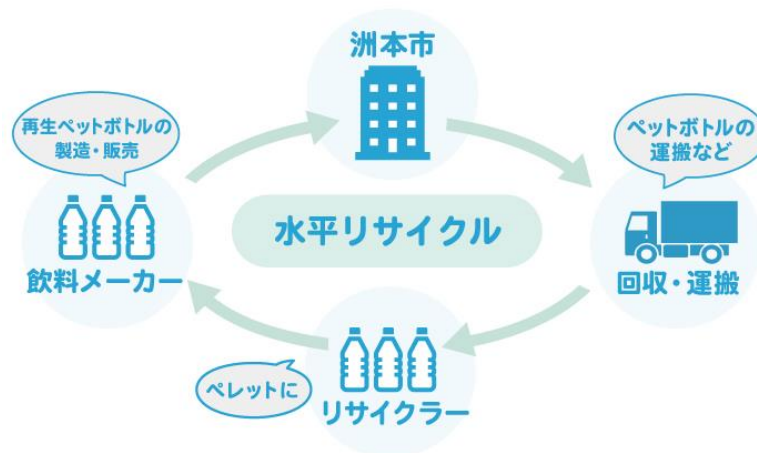 洲本市
再生ペットボトルの
製造・販売
ペットボトルの
運搬など
水平リサイクル
飲料メーカー
回収・運搬
ペレットに
リサイクラー